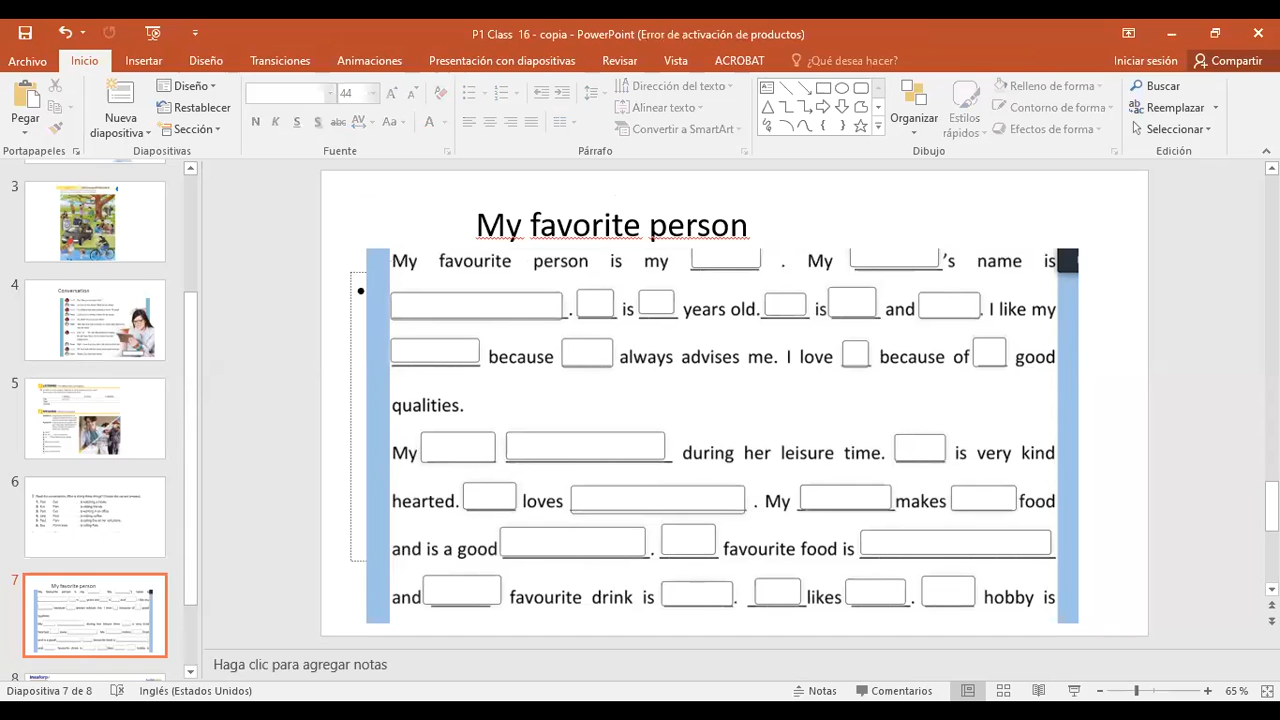 P1 Class 16 - copia - PowerPoint (Error de activación de productos)
Archivo Inicio Insertar Diseño Transiciones Animaciones Presentación con diapositivas Revisar Vista ACROBAT ¿Qué desea hacer? Iniciar sesión Compartir
Pegar
Nueva diapositiva
Diseño
Restablecer
Sección
44
N K S S abc AV Aa A
Dirección del texto
Alinear texto
Convertir a SmartArt
Organizar
Estilos rápidos
Relleno de forma
Contorno de forma
Efectos de forma
Buscar
Reemplazar
Seleccionar
Portapapeles Diapositivas Fuente Párrafo Dibujo Edición
3
4
Conversation
5
6
7
My favorite person
8
My favorite person
My favourite person is my . My 's name is
. is years old. is and . I like my
because always advises me. I love because of good
qualities.
My during her leisure time. is very kind
hearted. loves . My makes food
and is a good . favourite food is
and favourite drink is . likes . hobby is
Haga clic para agregar notas
Diapositiva 7 de 8 Inglés (Estados Unidos) Notas Comentarios 65 %